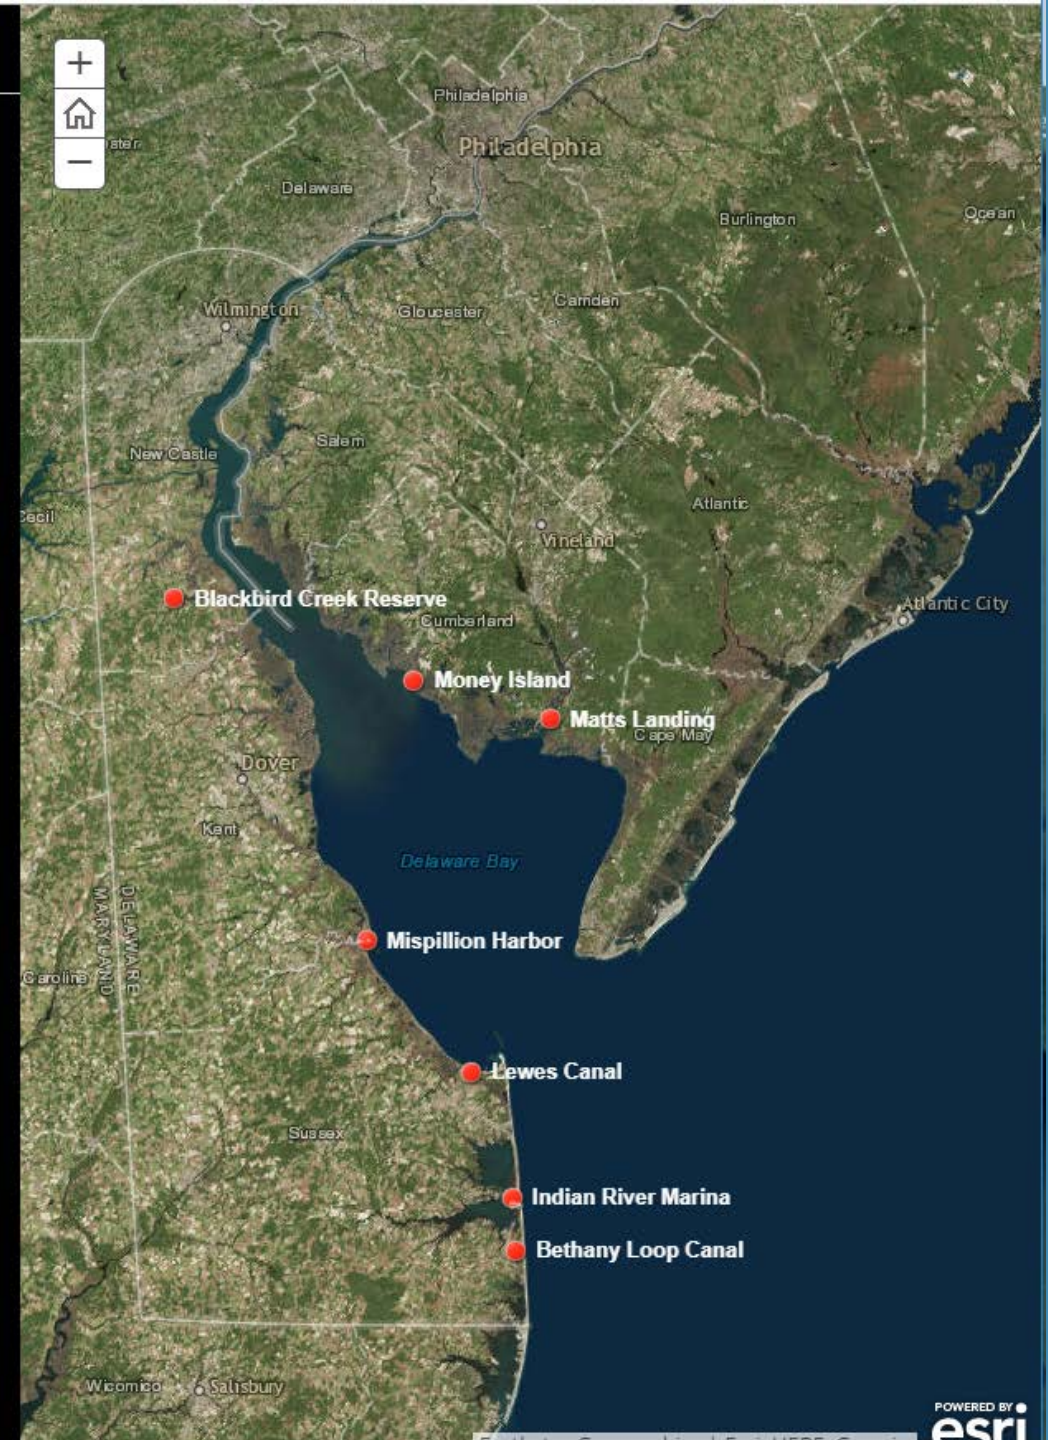 +
−
Philadelphia
Philadelphia
Delaware
Burlington
Ocean
Wilmington
Gloucester
Camden
New Castle
Salem
Atlantic
Vineland
Blackbird Creek Reserve
Atlantic City
Cumberland
Money Island
Matts Landing
Cape May
Dover
Kent
Delaware Bay
MARYLAND
DELAWARE
Mispillion Harbor
Caroline
Lewes Canal
Sussex
Indian River Marina
Bethany Loop Canal
Wicomico
Salisbury
POWERED BY
esri